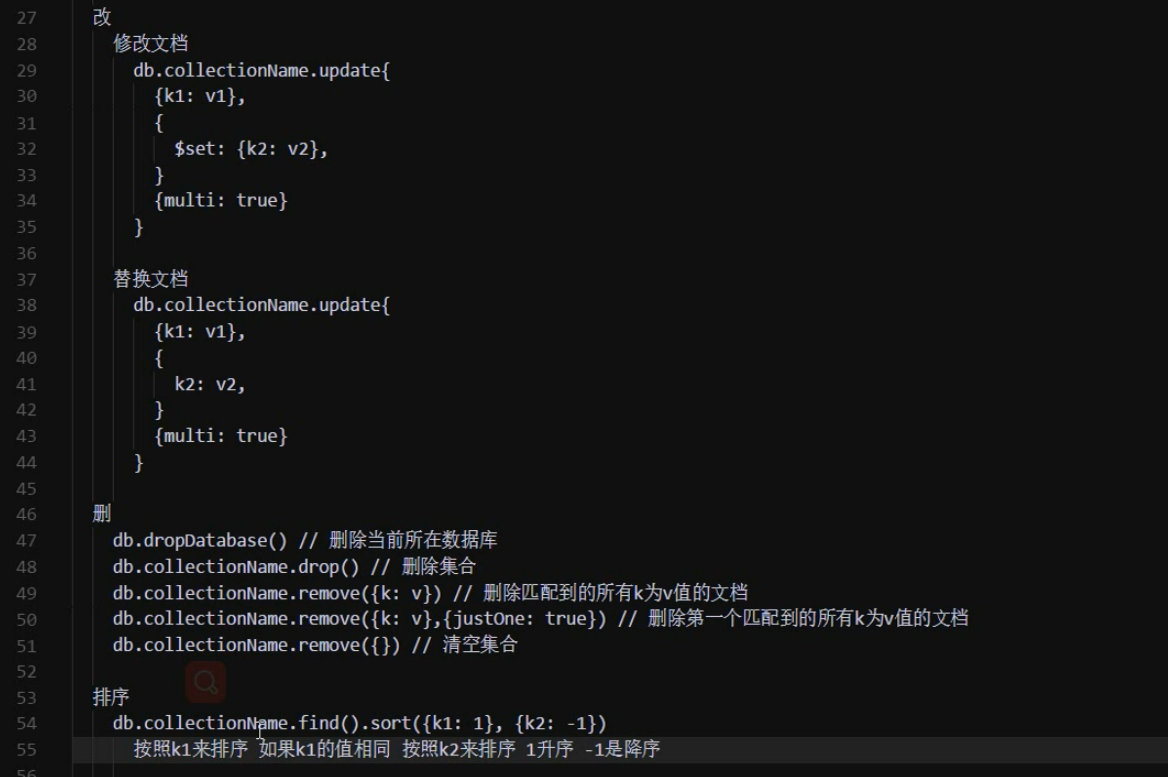 27 改
28 修改文档
29 db.collectionName.update{
30 {k1: v1},
31 {
32 $set: {k2: v2},
33 }
34 {multi: true}
35 }
36
37 替换文档
38 db.collectionName.update{
39 {k1: v1},
40 {
41 k2: v2,
42 }
43 {multi: true}
44 }
45
46 删
47 db.dropDatabase() // 删除当前所在数据库
48 db.collectionName.drop() // 删除集合
49 db.collectionName.remove({k: v}) // 删除匹配到的所有k为v值的文档
50 db.collectionName.remove({k: v},{justOne: true}) // 删除第一个匹配到的所有k为v值的文档
51 db.collectionName.remove({}) // 清空集合
52
53 排序
54 db.collectionName.find().sort({k1: 1}, {k2: -1})
55 按照k1来排序 如果k1的值相同 按照k2来排序 1升序 -1是降序
56